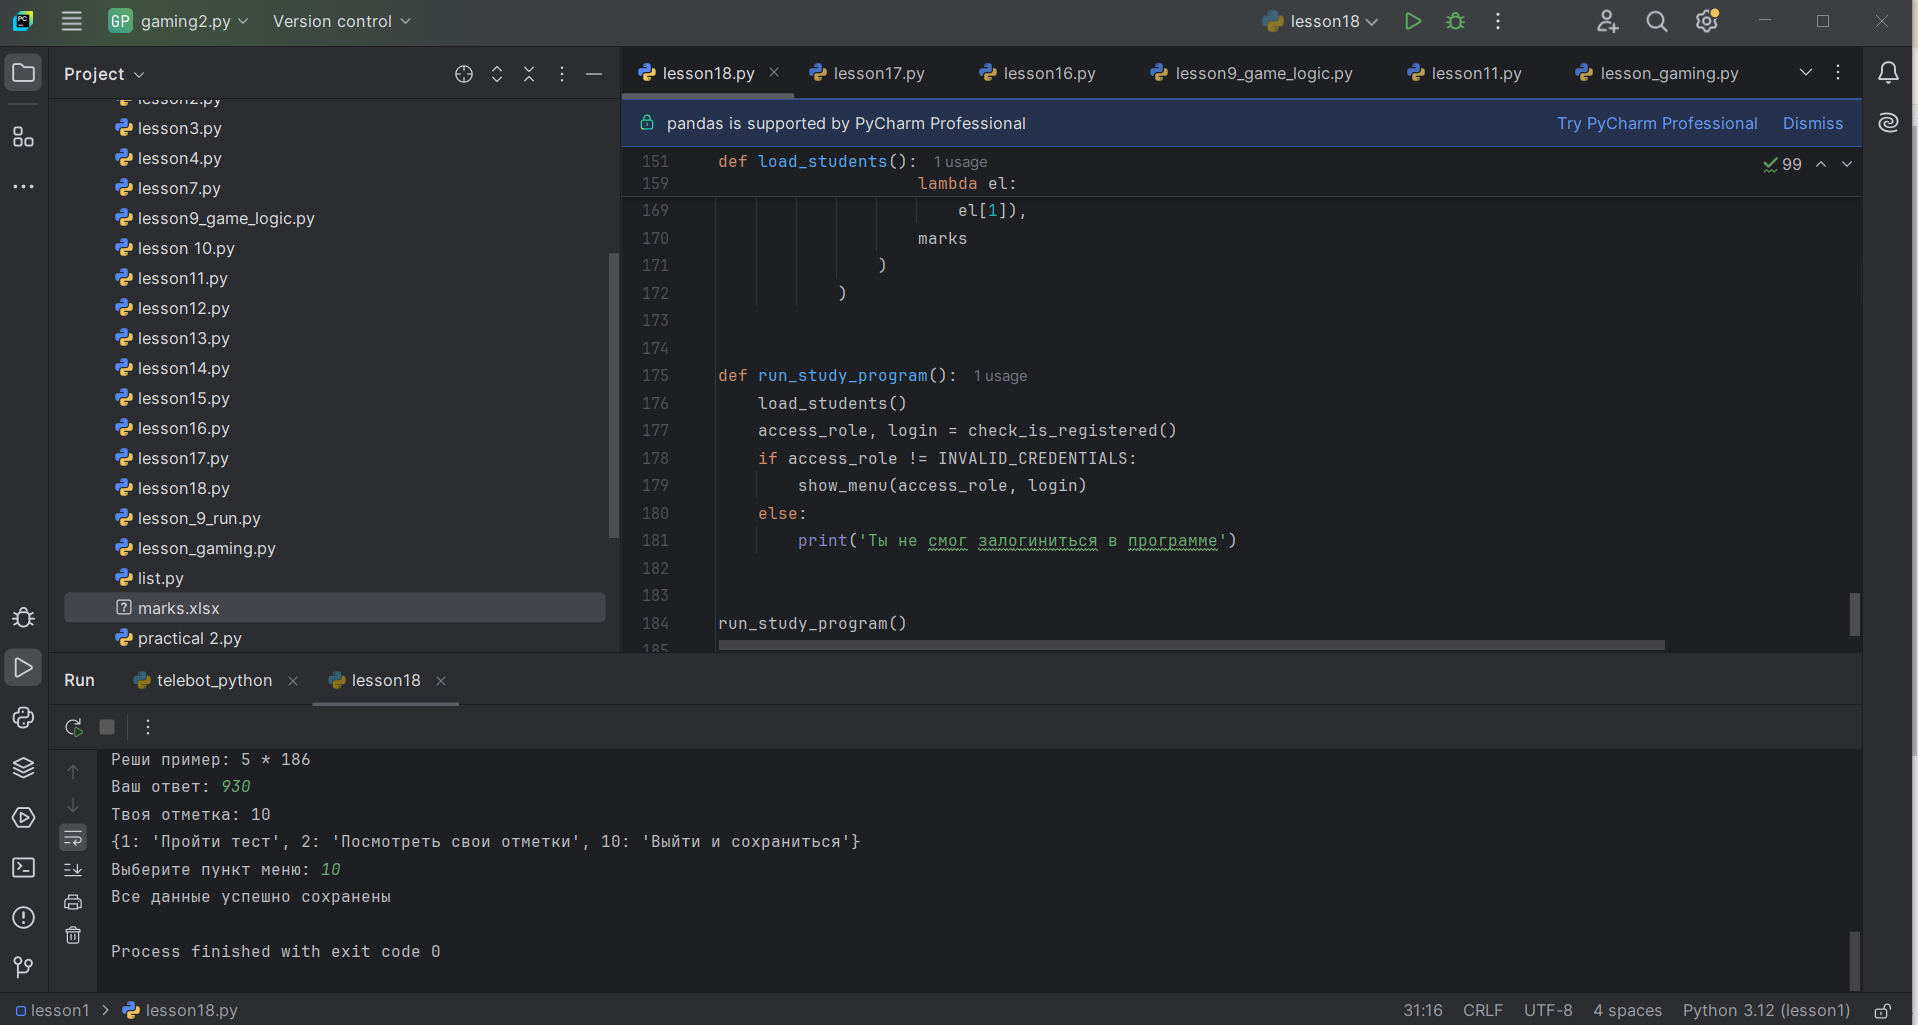 GP gaming2.py Version control lesson18
Project
lesson18.py lesson17.py lesson16.py lesson9_game_logic.py lesson11.py lesson_gaming.py
pandas is supported by PyCharm Professional Try PyCharm Professional Dismiss
lesson2.py
lesson3.py
lesson4.py
lesson7.py
lesson9_game_logic.py
lesson 10.py
lesson11.py
lesson12.py
lesson13.py
lesson14.py
lesson15.py
lesson16.py
lesson17.py
lesson18.py
lesson_9_run.py
lesson_gaming.py
list.py
marks.xlsx
practical 2.py
151 def load_students(): 1 usage
99
159 lambda el:
169 el[1]),
170 marks
171 )
172 )
173
174
175 def run_study_program(): 1 usage
176 load_students()
177 access_role, login = check_is_registered()
178 if access_role != INVALID_CREDENTIALS:
179 show_menu(access_role, login)
180 else:
181 print('Ты не смог залогиниться в программе')
182
183
184 run_study_program()
185
Run telebot_python lesson18
Реши пример: 5 * 186
Ваш ответ: 930
Твоя отметка: 10
{1: 'Пройти тест', 2: 'Посмотреть свои отметки', 10: 'Выйти и сохраниться'}
Выберите пункт меню: 10
Все данные успешно сохранены
Process finished with exit code 0
lesson1 > lesson18.py 31:16 CRLF UTF-8 4 spaces Python 3.12 (lesson1)